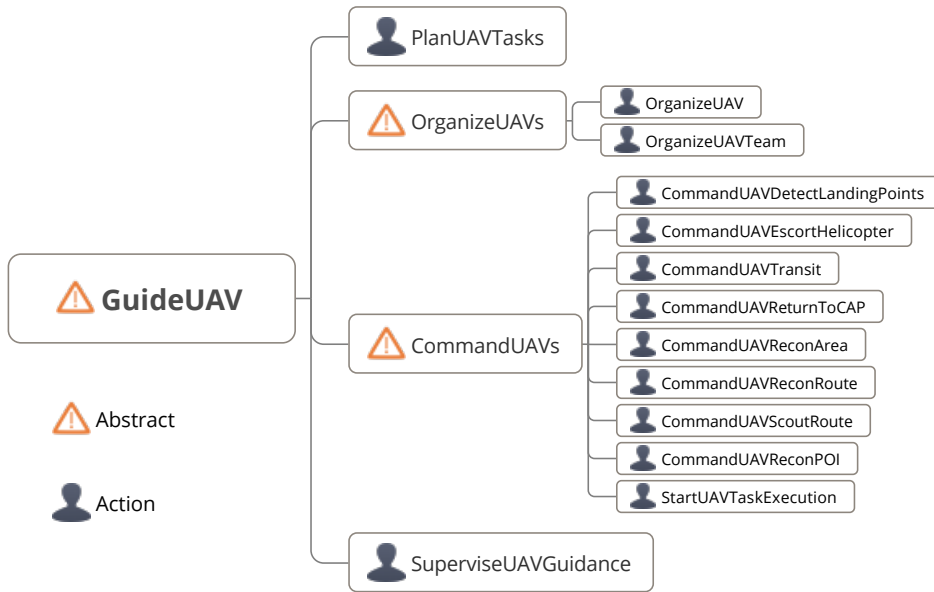 PlanUAVTasks
OrganizeUAVs
OrganizeUAV
OrganizeUAVTeam
GuideUAV
CommandUAVs
CommandUAVDetectLandingPoints
CommandUAVEscortHelicopter
CommandUAVTransit
CommandUAVReturnToCAP
CommandUAVReconArea
CommandUAVReconRoute
CommandUAVScoutRoute
CommandUAVReconPOI
StartUAVTaskExecution
SuperviseUAVGuidance
Abstract
Action